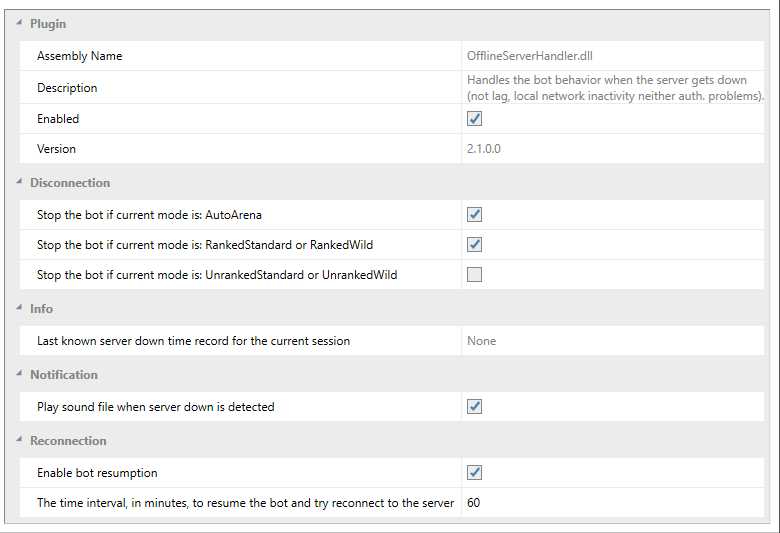 Plugin
Assembly Name OfflineServerHandler.dll
Description Handles the bot behavior when the server gets down
(not lag, local network inactivity neither auth. problems).
Enabled
Version 2.1.0.0
Disconnection
Stop the bot if current mode is: AutoArena
Stop the bot if current mode is: RankedStandard or RankedWild
Stop the bot if current mode is: UnrankedStandard or UnrankedWild
Info
Last known server down time record for the current session None
Notification
Play sound file when server down is detected
Reconnection
Enable bot resumption
The time interval, in minutes, to resume the bot and try reconnect to the server 60